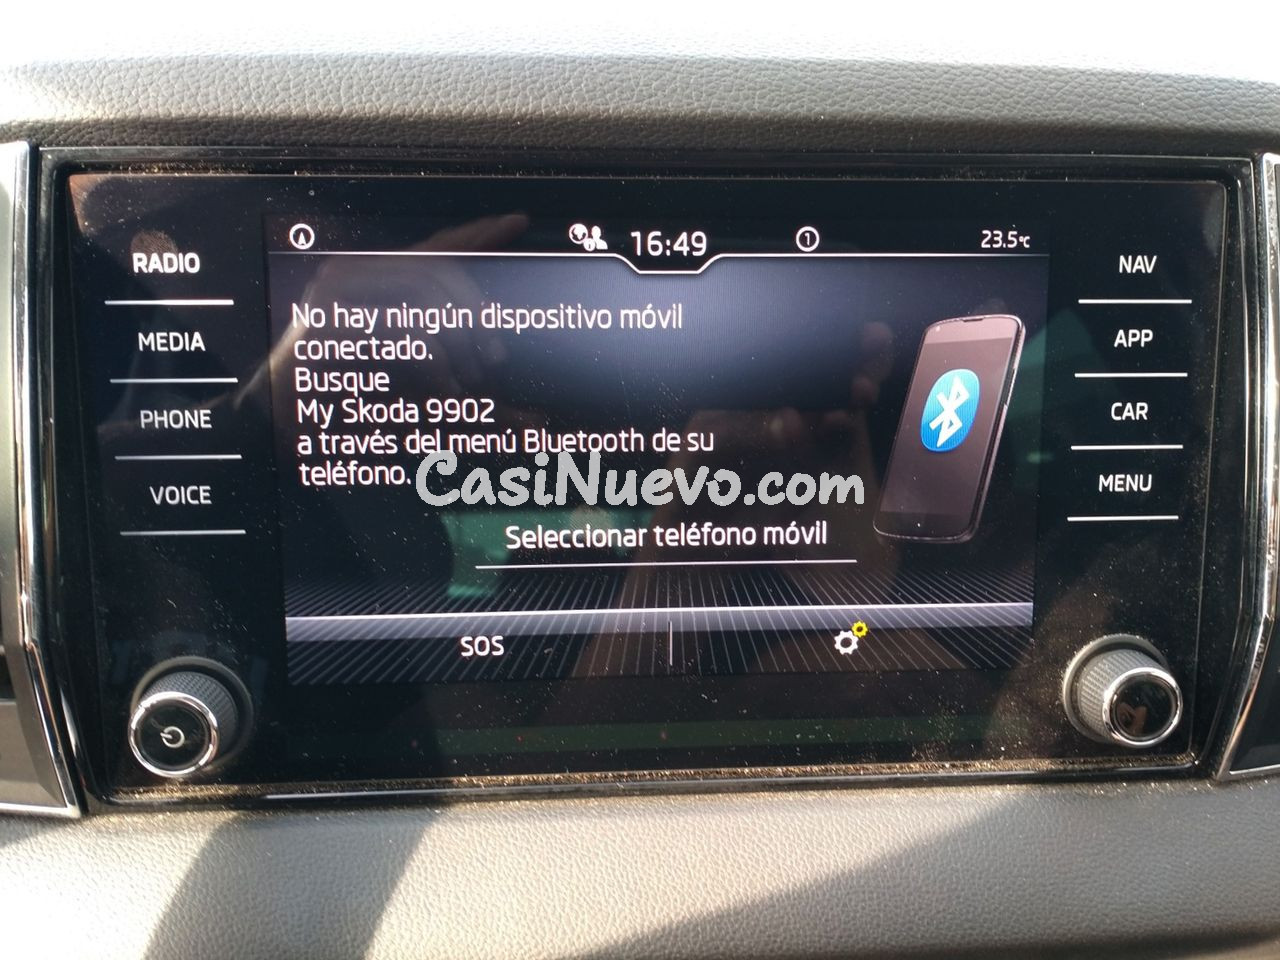 16:49
1
23.5°C
RADIO
MEDIA
PHONE
VOICE
No hay ningún dispositivo móvil
conectado.
Busque
My Skoda 9902
a través del menú Bluetooth de su
teléfono.
CasiNuevo.com
Seleccionar teléfono móvil
SOS
NAV
APP
CAR
MENU